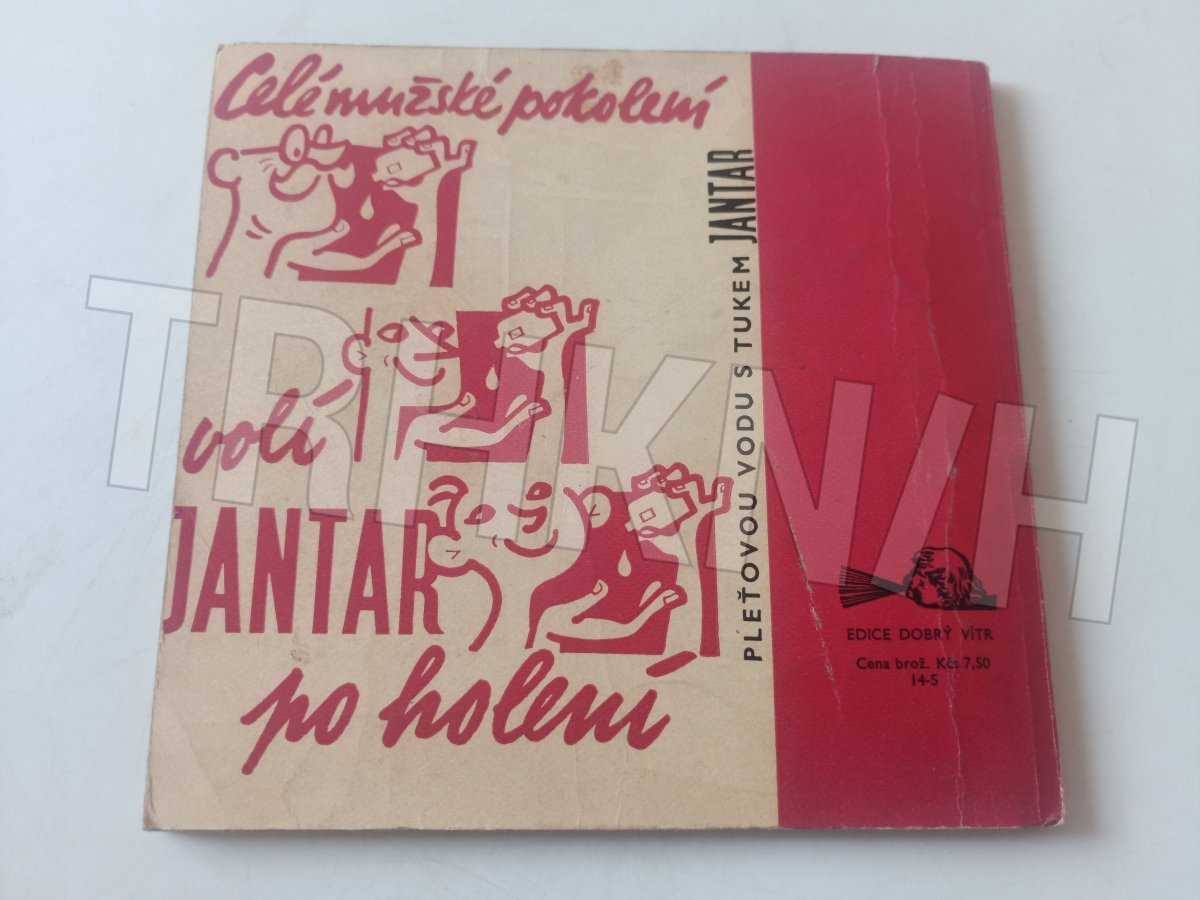 Celé mužské pokolení
volí
JANTAR
po holení
PLEŤOVOU VODU S TUKEM JANTAR
EDICE DOBRÝ VÍTR
Cena brož. Kčs 7,50
14-5
TRHKNIH